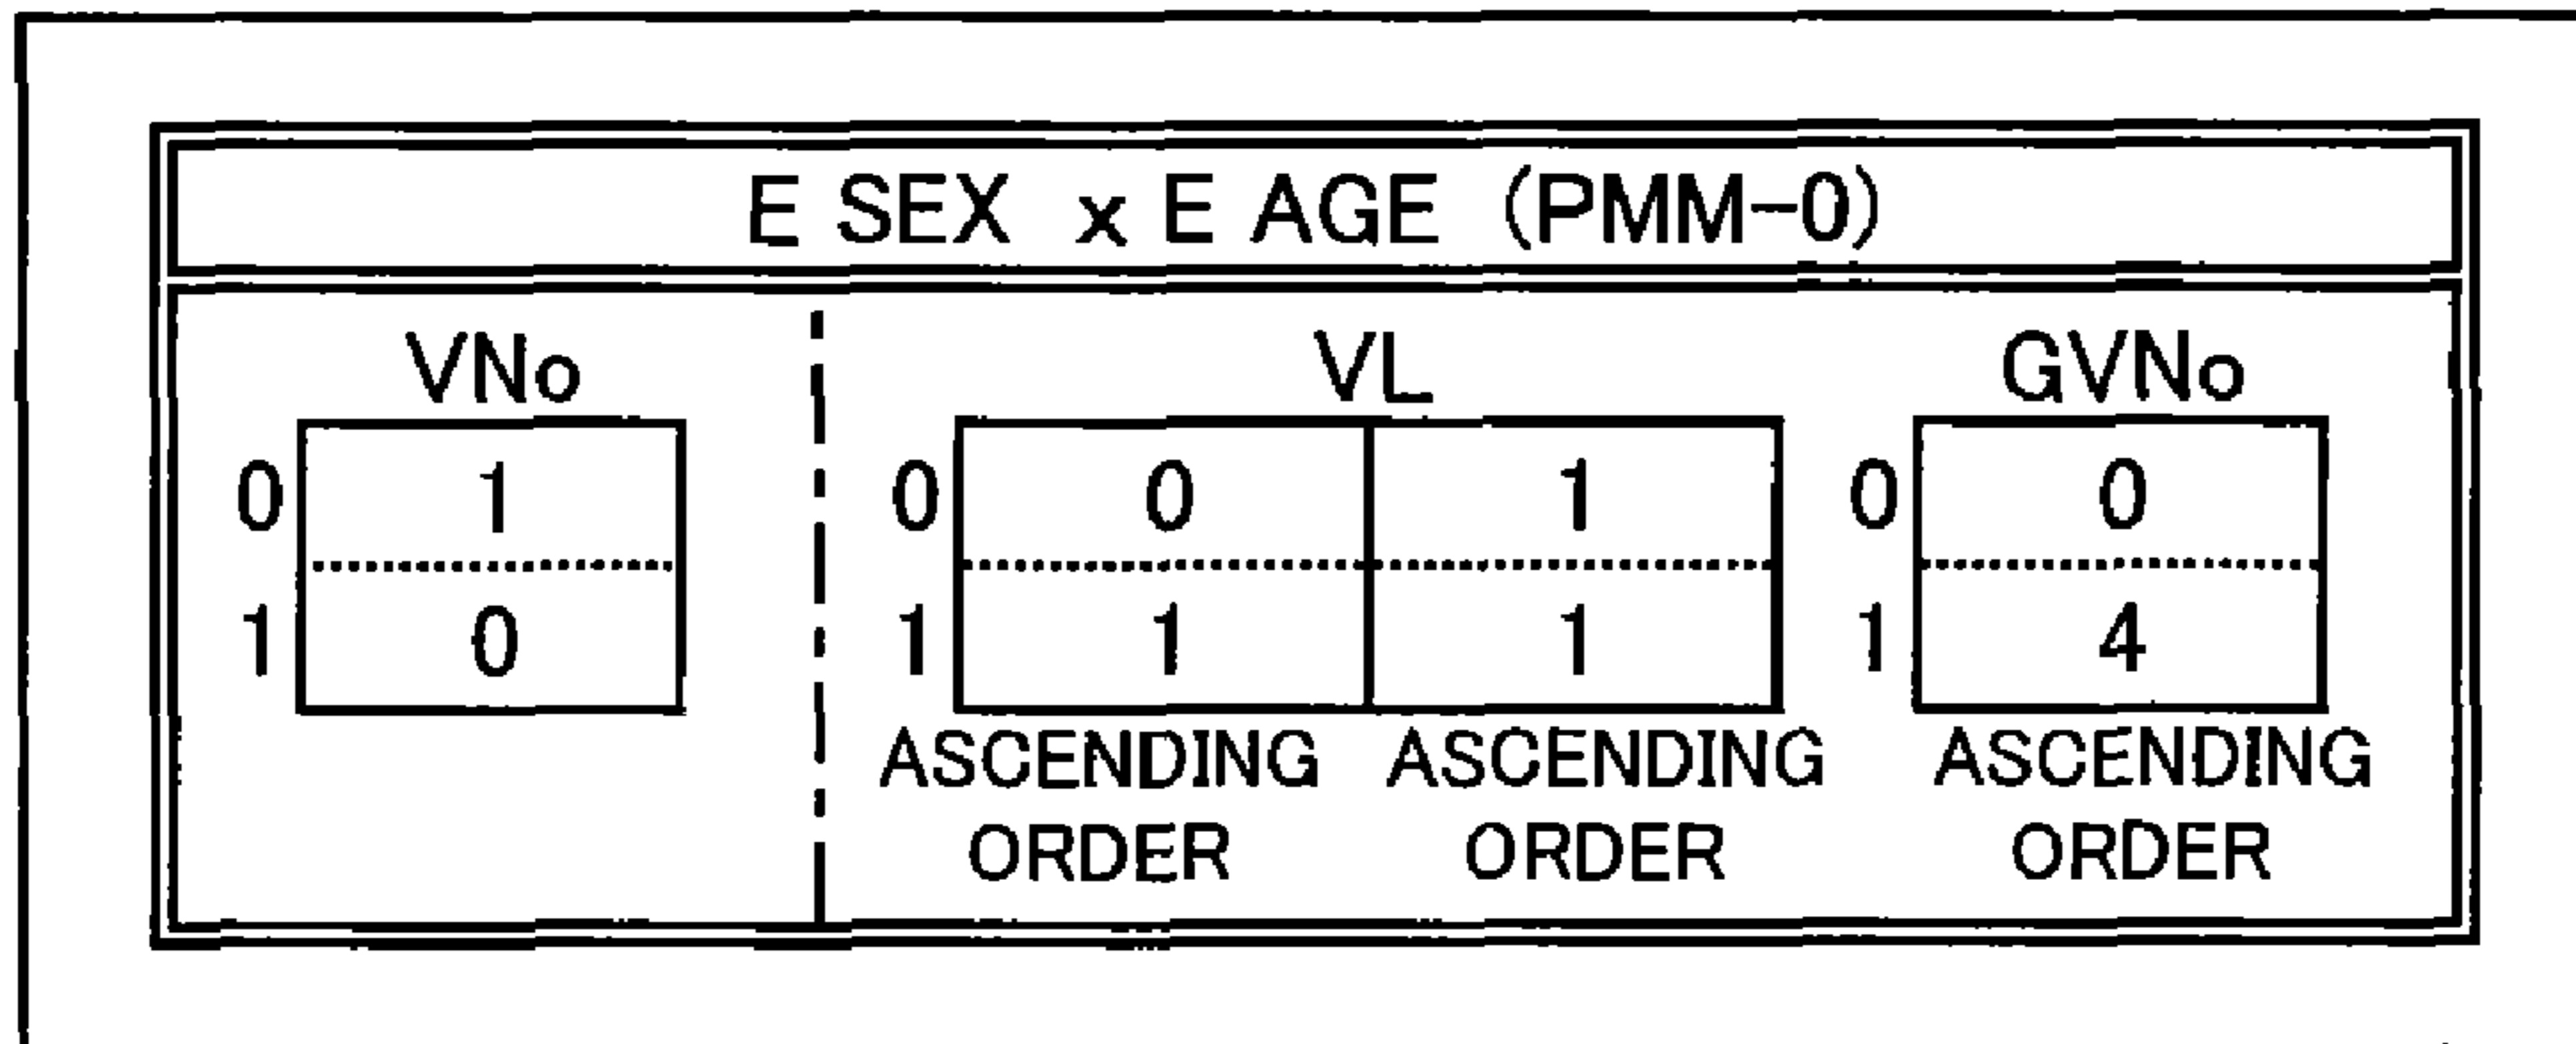 E SEX x E AGE (PMM-0)
VNo VL GVNo
0 1 0 0 1 0 0
1 0 1 1 1 1 4
ASCENDING ASCENDING ASCENDING
ORDER ORDER ORDER